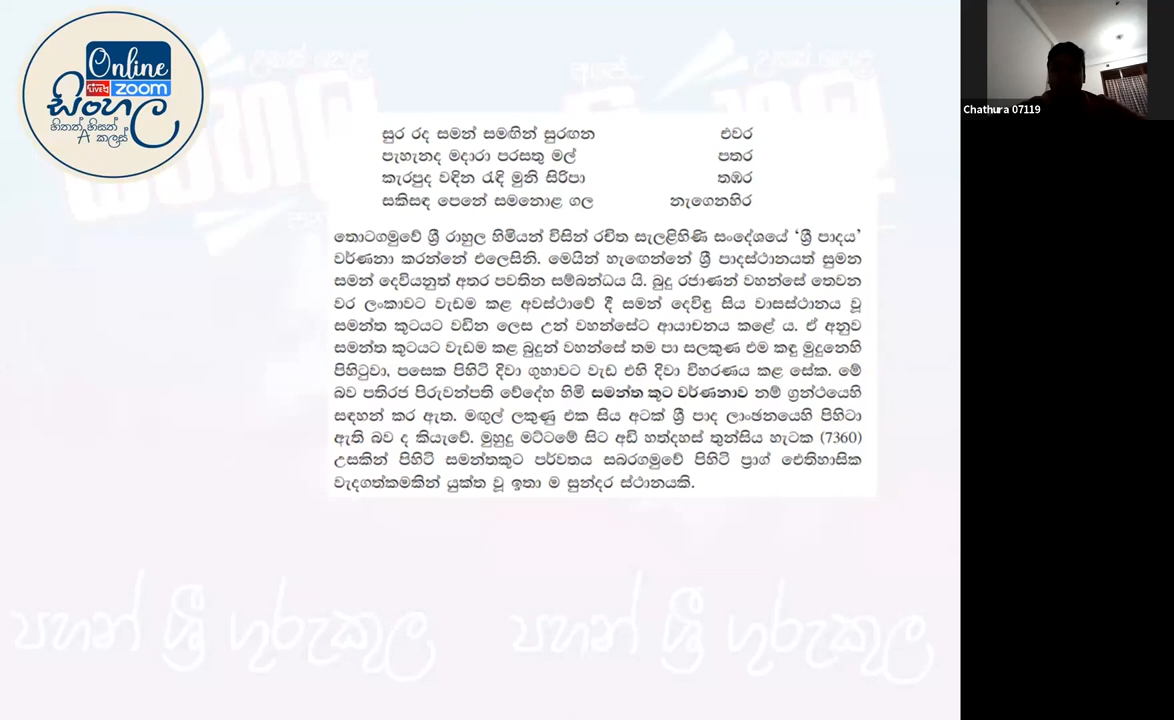 Online
LIVE zoom
සිංහල
හිතත් හිසත්
A ක්ලාස්
Chathura 07119
සුර රද සමන් සමඟින් සුරඟන එවර
පැහැනද මදාරා පරසතු මල් පතර
කැරපුද වඳින රැඳි මුනි සිරිපා තඹර
සකිසඳ පෙනේ සමනොළ ගල නැගෙනහිර
තොටගමුවේ ශ්‍රී රාහුල හිමියන් විසින් රචිත සැලළිහිණි සංදේශයේ ‘ශ්‍රී පාදය’
වර්ණනා කරන්නේ එලෙසිනි. මෙයින් හැඟෙන්නේ ශ්‍රී පාදස්ථානයත් සුමන
සමන් දෙවියනුත් අතර පවතින සම්බන්ධය යි. බුදු රජාණන් වහන්සේ තෙවන
වර ලංකාවට වැඩම කළ අවස්ථාවේ දී සමන් දෙවිඳු සිය වාසස්ථානය වූ
සමන්ත කූටයට වඩින ලෙස උන් වහන්සේට ආයාචනය කළේ ය. ඒ අනුව
සමන්ත කූටයට වැඩම කළ බුදුන් වහන්සේ තම පා සලකුණ එම කඳු මුදුනෙහි
පිහිටුවා, පසෙක පිහිටි දිවා ගුහාවට වැඩ එහි දිවා විහරණය කළ සේක. මේ
බව පතිරජ පිරුවන්පති වේදේහ හිමි සමන්ත කූට වර්ණනාව නම් ග්‍රන්ථයෙහි
සඳහන් කර ඇත. මඟුල් ලකුණු එක සිය අටක් ශ්‍රී පාද ලාංඡනයෙහි පිහිටා
ඇති බව ද කියැවේ. මුහුදු මට්ටමේ සිට අඩි හත්දහස් තුන්සිය හැටක (7360)
උසකින් පිහිටි සමන්තකූට පර්වතය සබරගමුවේ පිහිටි ප්‍රාග් ඓතිහාසික
වැදගත්කමකින් යුක්ත වූ ඉතා ම සුන්දර ස්ථානයකි.
පහන් ශ්‍රී ගුරුකුල පහන් ශ්‍රී ගුරුකුල